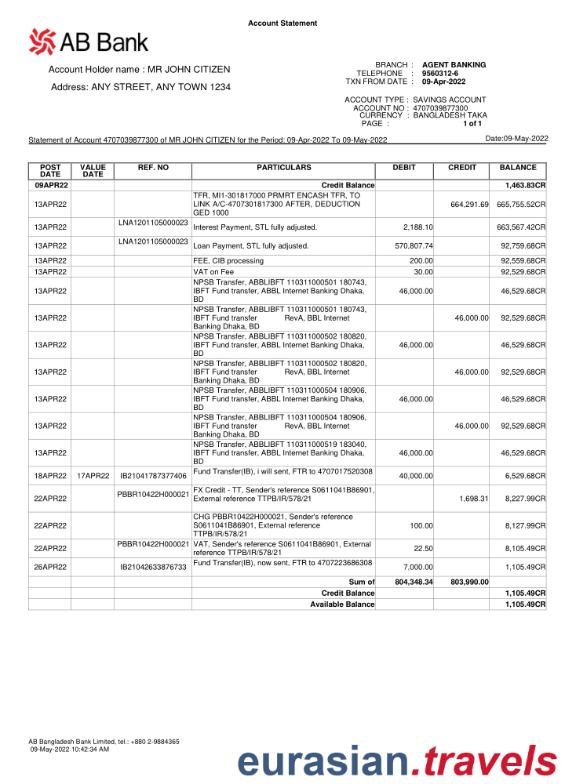 Account Statement
AB Bank
Account Holder name : MR JOHN CITIZEN
Address: ANY STREET, ANY TOWN 1234
BRANCH : AGENT BANKING
TELEPHONE : 9560312-6
TXN FROM DATE : 09-Apr-2022
ACCOUNT TYPE : SAVINGS ACCOUNT
ACCOUNT NO : 4707039877300
CURRENCY : BANGLADESH TAKA
PAGE : 1 of 1
Statement of Account 4707039877300 of MR JOHN CITIZEN for the Period: 09-Apr-2022 To 09-May-2022 Date:09-May-2022
POST DATE VALUE DATE REF. NO PARTICULARS DEBIT CREDIT BALANCE
09APR22 Credit Balance 1,463.83CR
TFR, MI1-301817000 PRMRT ENCASH TFR, TO
13APR22 LINK A/C-4707301817300 AFTER, DEDUCTION 664,291.69 665,755.52CR
GED 1000
13APR22 LNA1201105000023 Interest Payment, STL fully adjusted. 2,188.10 663,567.42CR
13APR22 LNA1201105000023 Loan Payment, STL fully adjusted. 570,807.74 92,759.68CR
13APR22 FEE, CIB processing 200.00 92,559.68CR
13APR22 VAT on Fee 30.00 92,529.68CR
NPSB Transfer, ABBLIBFT 110311000501 180743,
13APR22 IBFT Fund transfer, ABBL Internet Banking Dhaka, 46,000.00 46,529.68CR
BD
NPSB Transfer, ABBLIBFT 110311000501 180743,
13APR22 IBFT Fund transfer RevA, BBL Internet 46,000.00 92,529.68CR
Banking Dhaka, BD
NPSB Transfer, ABBLIBFT 110311000502 180820,
13APR22 IBFT Fund transfer, ABBL Internet Banking Dhaka, 46,000.00 46,529.68CR
BD
NPSB Transfer, ABBLIBFT 110311000502 180820,
13APR22 IBFT Fund transfer RevA, BBL Internet 46,000.00 92,529.68CR
Banking Dhaka, BD
NPSB Transfer, ABBLIBFT 110311000504 180906,
13APR22 IBFT Fund transfer, ABBL Internet Banking Dhaka, 46,000.00 46,529.68CR
BD
NPSB Transfer, ABBLIBFT 110311000504 180906,
13APR22 IBFT Fund transfer RevA, BBL Internet 46,000.00 92,529.68CR
Banking Dhaka, BD
NPSB Transfer, ABBLIBFT 110311000519 183040,
13APR22 IBFT Fund transfer, ABBL Internet Banking Dhaka, 46,000.00 46,529.68CR
BD
18APR22 17APR22 IB21041787377406 Fund Transfer(IB), i will sent, FTR to 4707017520308 40,000.00 6,529.68CR
22APR22 PBBR10422H000021 FX Credit - TT, Sender's reference S0611041B86901, 1,698.31 8,227.99CR
External reference TTPB/IR/578/21
CHG PBBR10422H000021, Sender's reference
22APR22 S0611041B86901, External reference 100.00 8,127.99CR
TTPB/IR/578/21
22APR22 PBBR10422H000021 VAT, Sender's reference S0611041B86901, External 22.50 8,105.49CR
reference TTPB/IR/578/21
26APR22 IB21042633876733 Fund Transfer(IB), now sent, FTR to 4707223686308 7,000.00 1,105.49CR
Sum of 804,348.34 803,990.00
Credit Balance 1,105.49CR
Available Balance 1,105.49CR
AB Bangladesh Bank Limited, tel.: +880 2-9884365
09-May-2022 10:42:34 AM
eurasian.travels